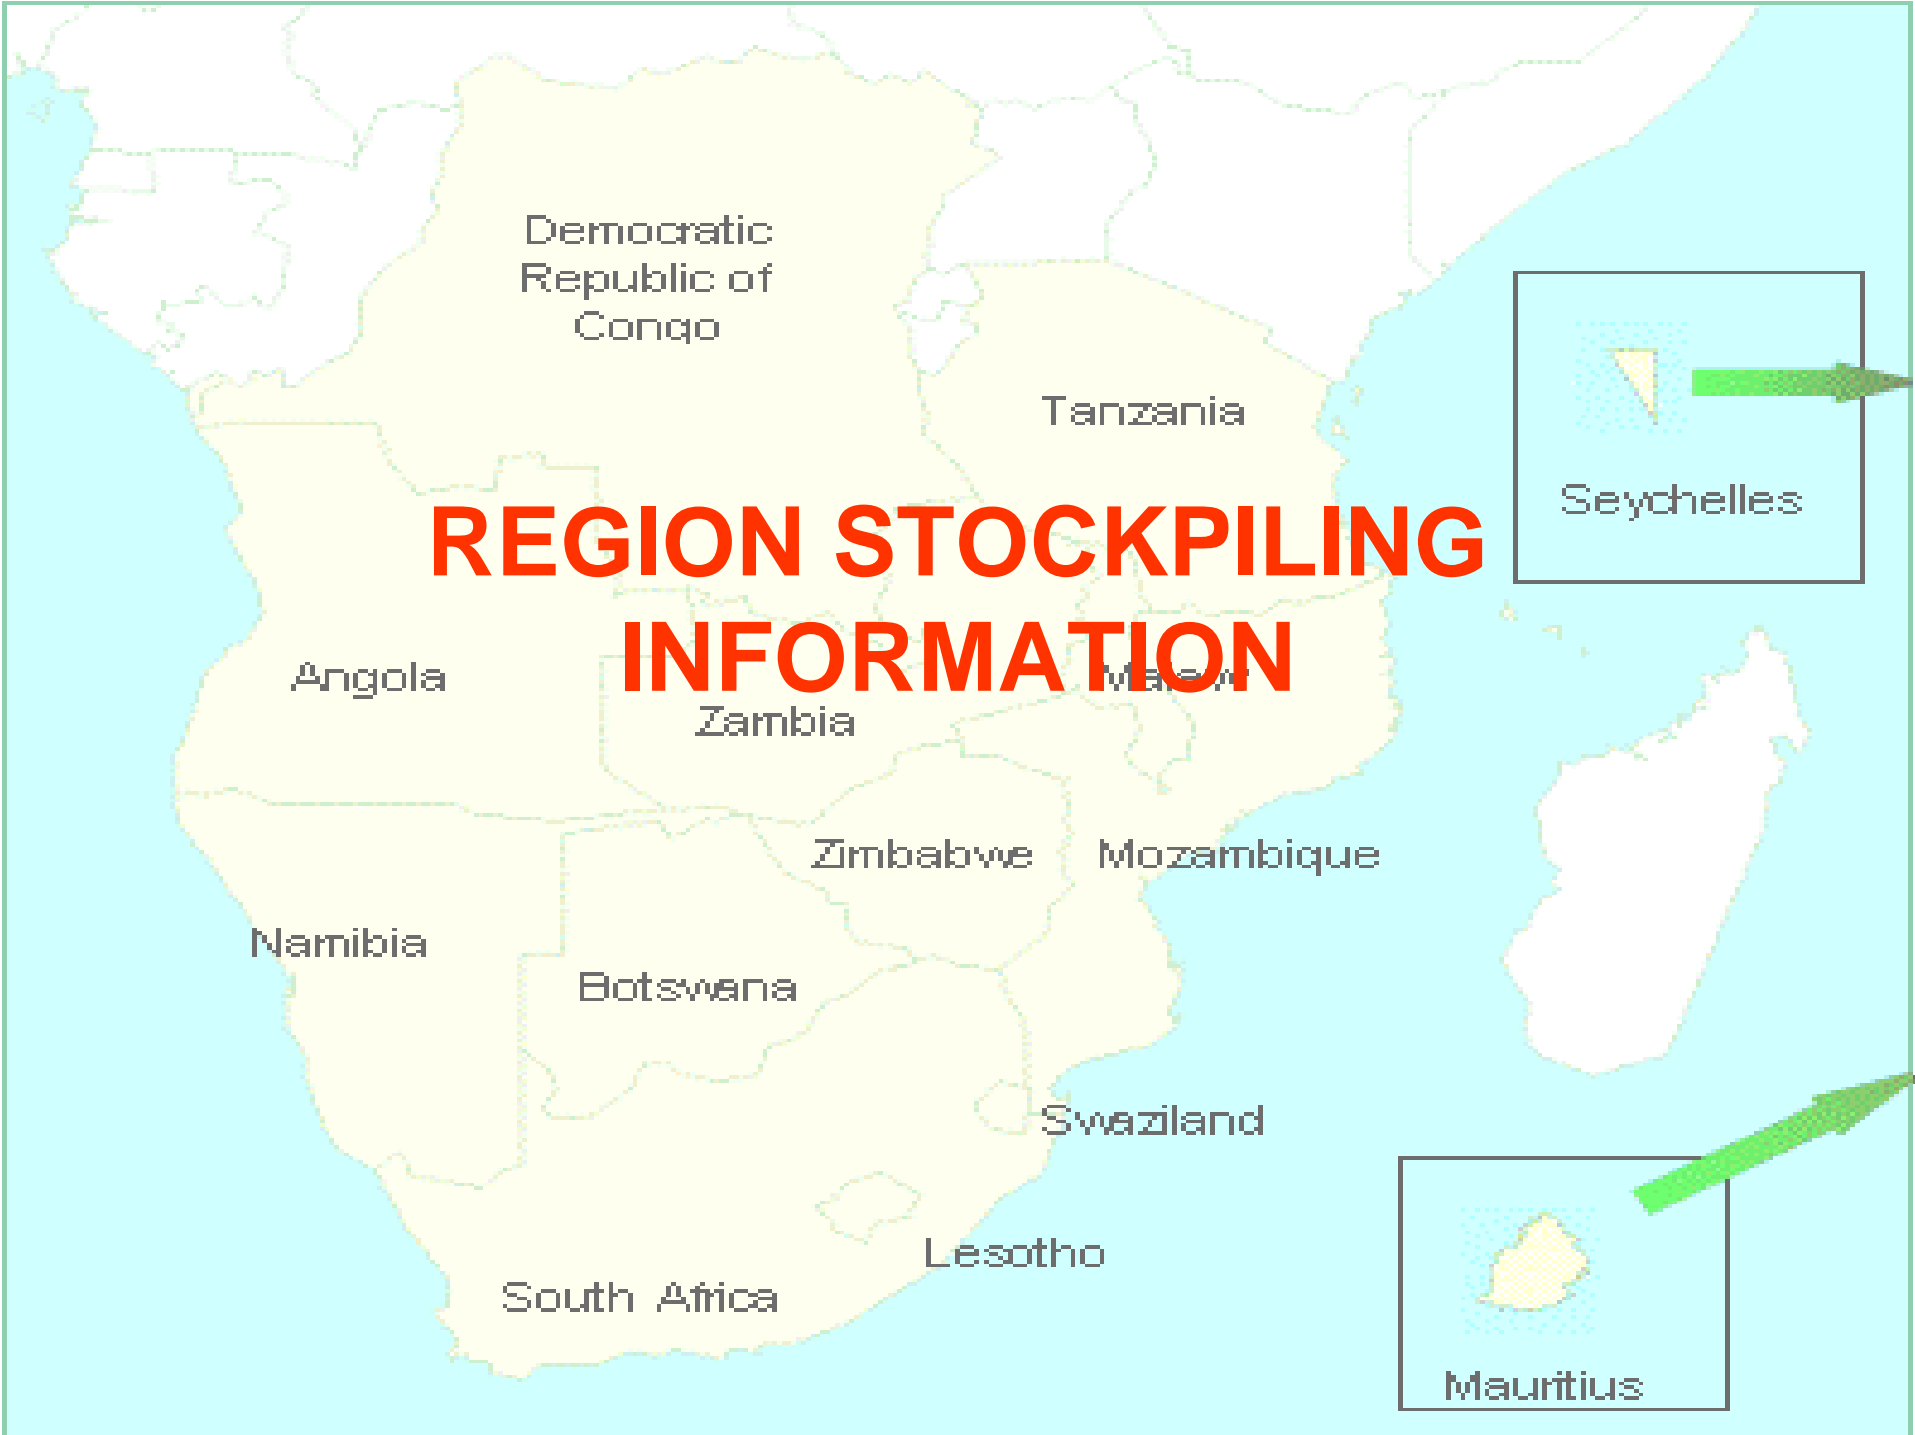 Democratic
Republic of
Congo
Tanzania
Seychelles
REGION STOCKPILING
INFORMATION
Angola
Malawi
Zambia
Zimbabwe
Mozambique
Namibia
Botswana
Swaziland
Lesotho
South Africa
Mauritius